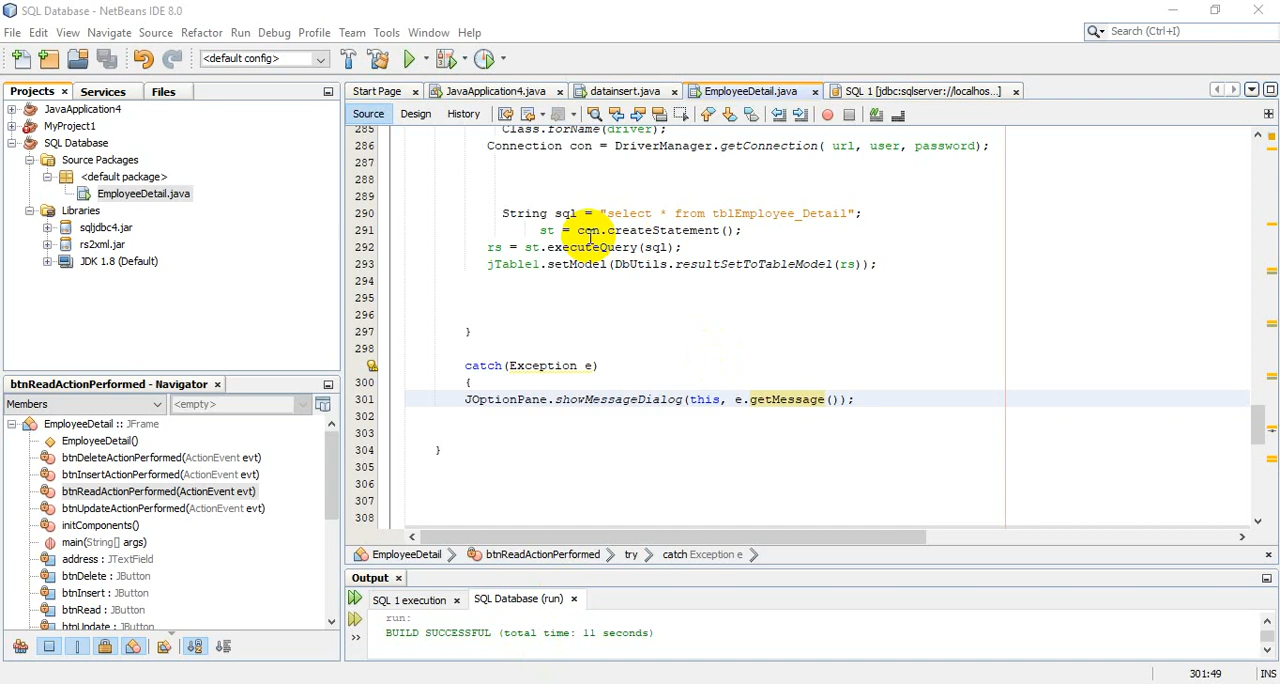 SQL Database - NetBeans IDE 8.0
File Edit View Navigate Source Refactor Run Debug Profile Team Tools Window Help
Search (Ctrl+I)
<default config>
Projects Services Files
Start Page JavaApplication4.java datainsert.java EmployeeDetail.java SQL 1 [jdbc:sqlserver://localhos...]
Source Design History
JavaApplication4
MyProject1
SQL Database
Source Packages
<default package>
EmployeeDetail.java
Libraries
sqljdbc4.jar
rs2xml.jar
JDK 1.8 (Default)
285 Class.forName(driver);
286 Connection con = DriverManager.getConnection( url, user, password);
287
288
289
290 String sql = "select * from tblEmployee_Detail";
291 st = con.createStatement();
292 rs = st.executeQuery(sql);
293 jTable1.setModel(DbUtils.resultSetToTableModel(rs));
294
295
296
297 }
298
catch(Exception e)
300 {
301 JOptionPane.showMessageDialog(this, e.getMessage());
302
303
304 }
305
306
307
308
EmployeeDetail btnReadActionPerformed try catch Exception e
btnReadActionPerformed - Navigator
Members <empty>
EmployeeDetail :: JFrame
EmployeeDetail()
btnDeleteActionPerformed(ActionEvent evt)
btnInsertActionPerformed(ActionEvent evt)
btnReadActionPerformed(ActionEvent evt)
btnUpdateActionPerformed(ActionEvent evt)
initComponents()
main(String[] args)
address : JTextField
btnDelete : JButton
btnInsert : JButton
btnRead : JButton
btnUpdate : JButton
Output
SQL 1 execution SQL Database (run)
run:
BUILD SUCCESSFUL (total time: 11 seconds)
301:49 INS